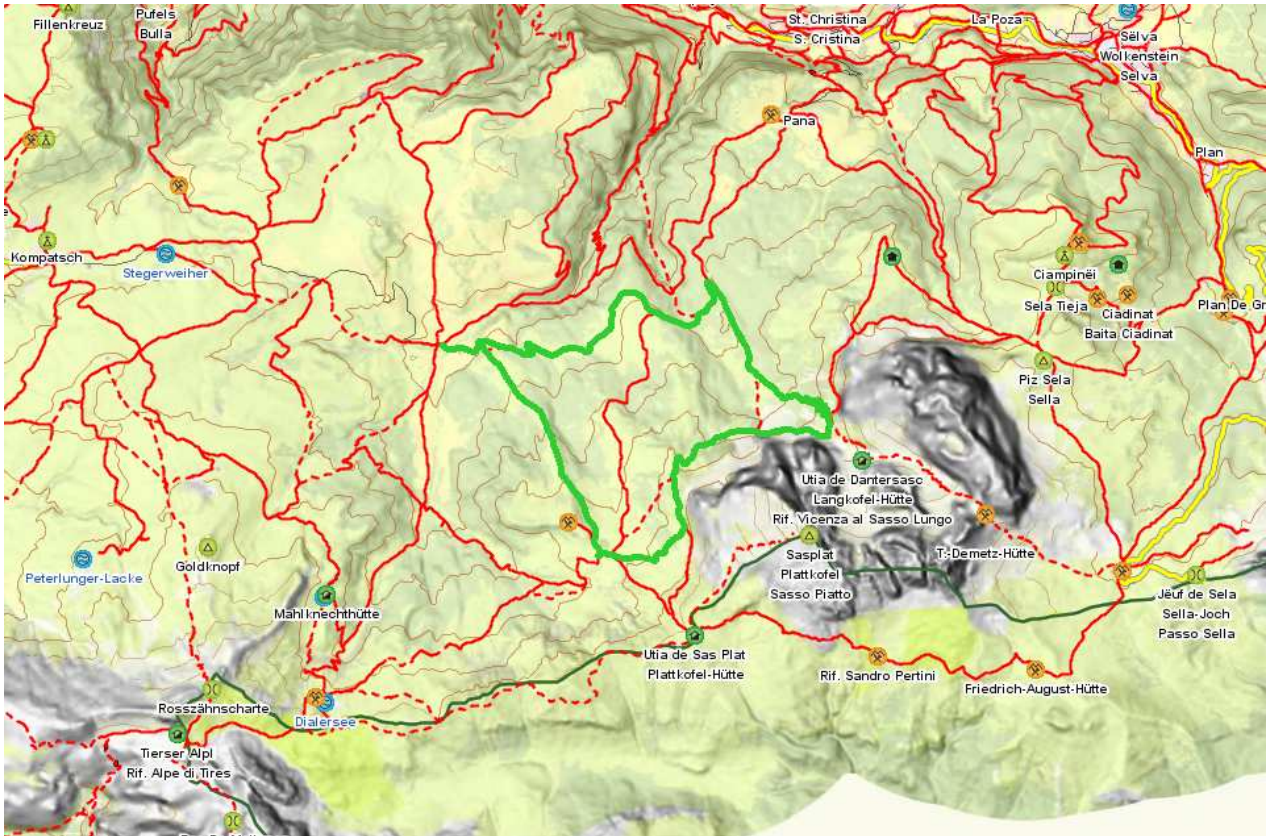 Fillenkreuz
Pufels
Bulla
St. Christina
S. Cristina
La Poza
Sëlva
Wolkenstein
Selva
Pana
Plan
Kompatsch
Stegerweiher
Ciampinëi
Sela Tieja
Ciadinat
Baita Ciadinat
Plan De Gr
Piz Sela
Sella
Utia de Dantersasc
Langkofel-Hütte
Rif. Vicenza al Sasso Lungo
Goldknopf
Peterlunger-Lacke
Sasplat
Plattkofel
Sasso Piatto
T.-Demetz-Hütte
Jëuf de Sela
Sella-Joch
Passo Sella
Mahlknechthütte
Utia de Sas Plat
Plattkofel-Hütte
Rif. Sandro Pertini
Friedrich-August-Hütte
Rosszähnscharte
Dialersee
Tierser Alpl
Rif. Alpe di Tires